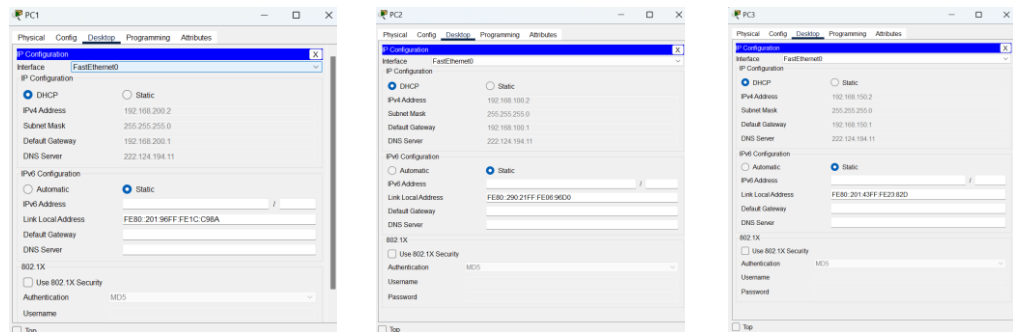 PC1
Physical Config Desktop Programming Attributes
IP Configuration X
Interface FastEthernet0
IP Configuration
DHCP Static
IPv4 Address 192.168.200.2
Subnet Mask 255.255.255.0
Default Gateway 192.168.200.1
DNS Server 222.124.194.11
IPv6 Configuration
Automatic Static
IPv6 Address /
Link Local Address FE80::201:96FF:FE1C:C98A
Default Gateway
DNS Server
802.1X
Use 802.1X Security
Authentication MD5
Username
Top
PC2
Physical Config Desktop Programming Attributes
IP Configuration X
Interface FastEthernet0
IP Configuration
DHCP Static
IPv4 Address 192.168.100.2
Subnet Mask 255.255.255.0
Default Gateway 192.168.100.1
DNS Server 222.124.194.11
IPv6 Configuration
Automatic Static
IPv6 Address /
Link Local Address FE80::290:21FF:FE06:96D0
Default Gateway
DNS Server
802.1X
Use 802.1X Security
Authentication MD5
Username
Password
Top
PC3
Physical Config Desktop Programming Attributes
IP Configuration X
Interface FastEthernet0
IP Configuration
DHCP Static
IPv4 Address 192.168.150.2
Subnet Mask 255.255.255.0
Default Gateway 192.168.150.1
DNS Server 222.124.194.11
IPv6 Configuration
Automatic Static
IPv6 Address /
Link Local Address FE80::201:43FF:FE23:82D
Default Gateway
DNS Server
802.1X
Use 802.1X Security
Authentication MD5
Username
Password
Top